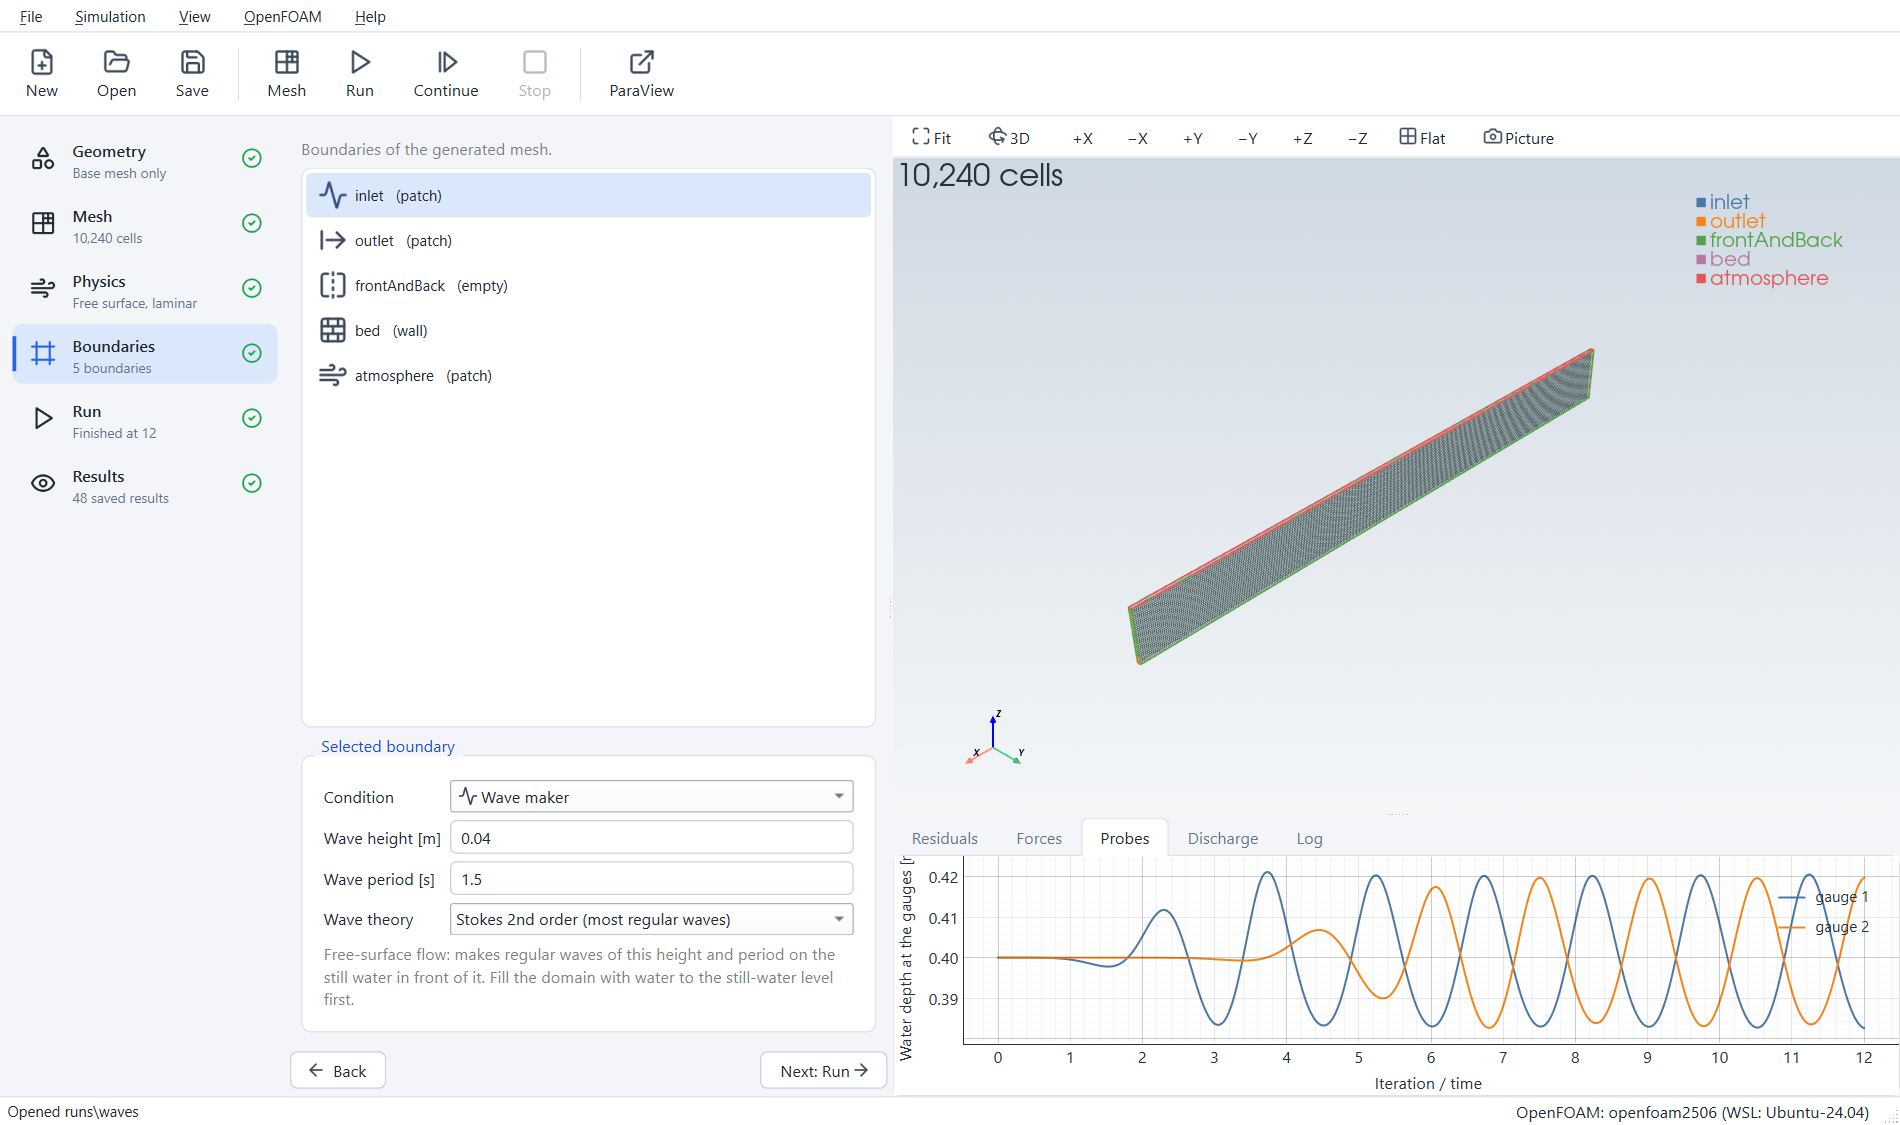 File Simulation View OpenFOAM Help
New Open Save Mesh Run Continue Stop ParaView
Geometry
Base mesh only
Mesh
10,240 cells
Physics
Free surface, laminar
Boundaries
5 boundaries
Run
Finished at 12
Results
48 saved results
Boundaries of the generated mesh.
inlet (patch)
outlet (patch)
frontAndBack (empty)
bed (wall)
atmosphere (patch)
Selected boundary
Condition Wave maker
Wave height [m] 0.04
Wave period [s] 1.5
Wave theory Stokes 2nd order (most regular waves)
Free-surface flow: makes regular waves of this height and period on the
still water in front of it. Fill the domain with water to the still-water level
first.
Back Next: Run
Fit 3D +X −X +Y −Y +Z −Z Flat Picture
10,240 cells
inlet
outlet
frontAndBack
bed
atmosphere
Z
X Y
Residuals Forces Probes Discharge Log
Water depth at the gauges
0.42
0.41
0.40
0.39
gauge 1
gauge 2
0 1 2 3 4 5 6 7 8 9 10 11 12
Iteration / time
Opened runs\waves
OpenFOAM: openfoam2506 (WSL: Ubuntu-24.04)